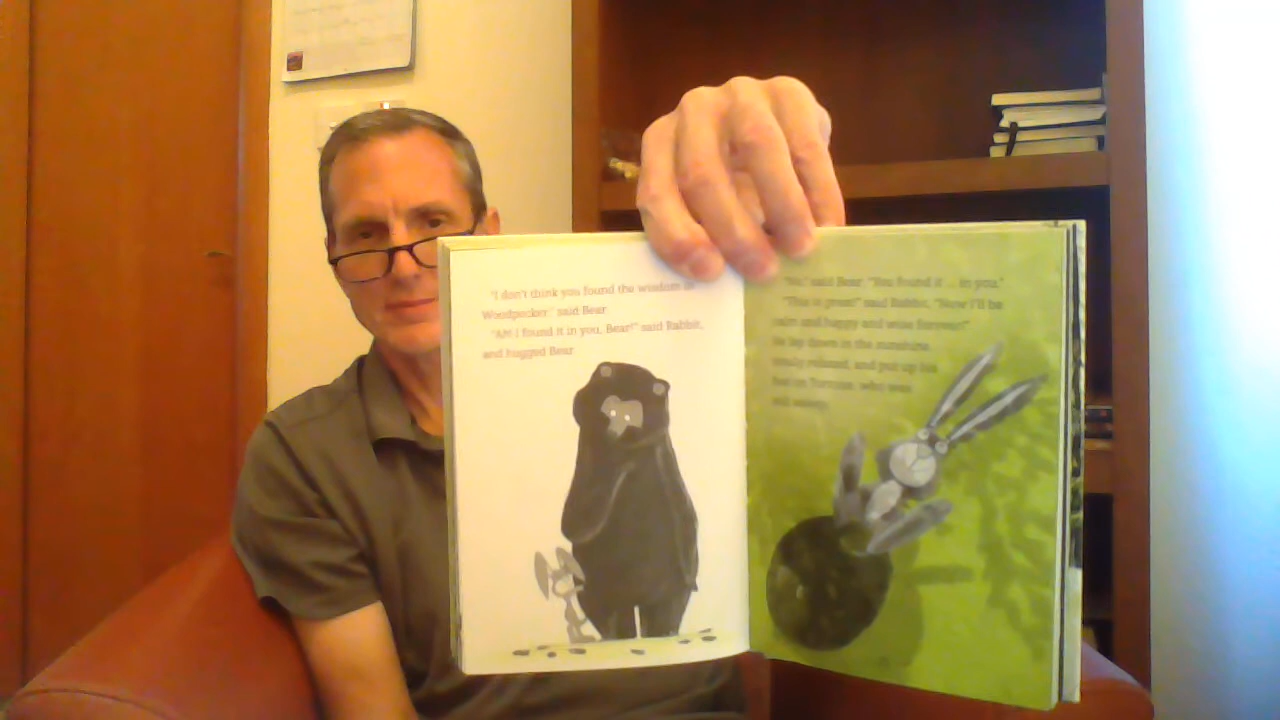 "I don't think you found the wisdom in
Woodpecker," said Bear.
"Ah! I found it in you, Bear!" said Rabbit,
and hugged Bear.
"No," said Bear. "You found it ... in you."
"This is great!" said Rabbit. "Now I'll be
calm and happy and wise forever!"
He lay down in the sunshine,
totally relaxed, and put up his
feet on Tortoise, who was
still asleep.